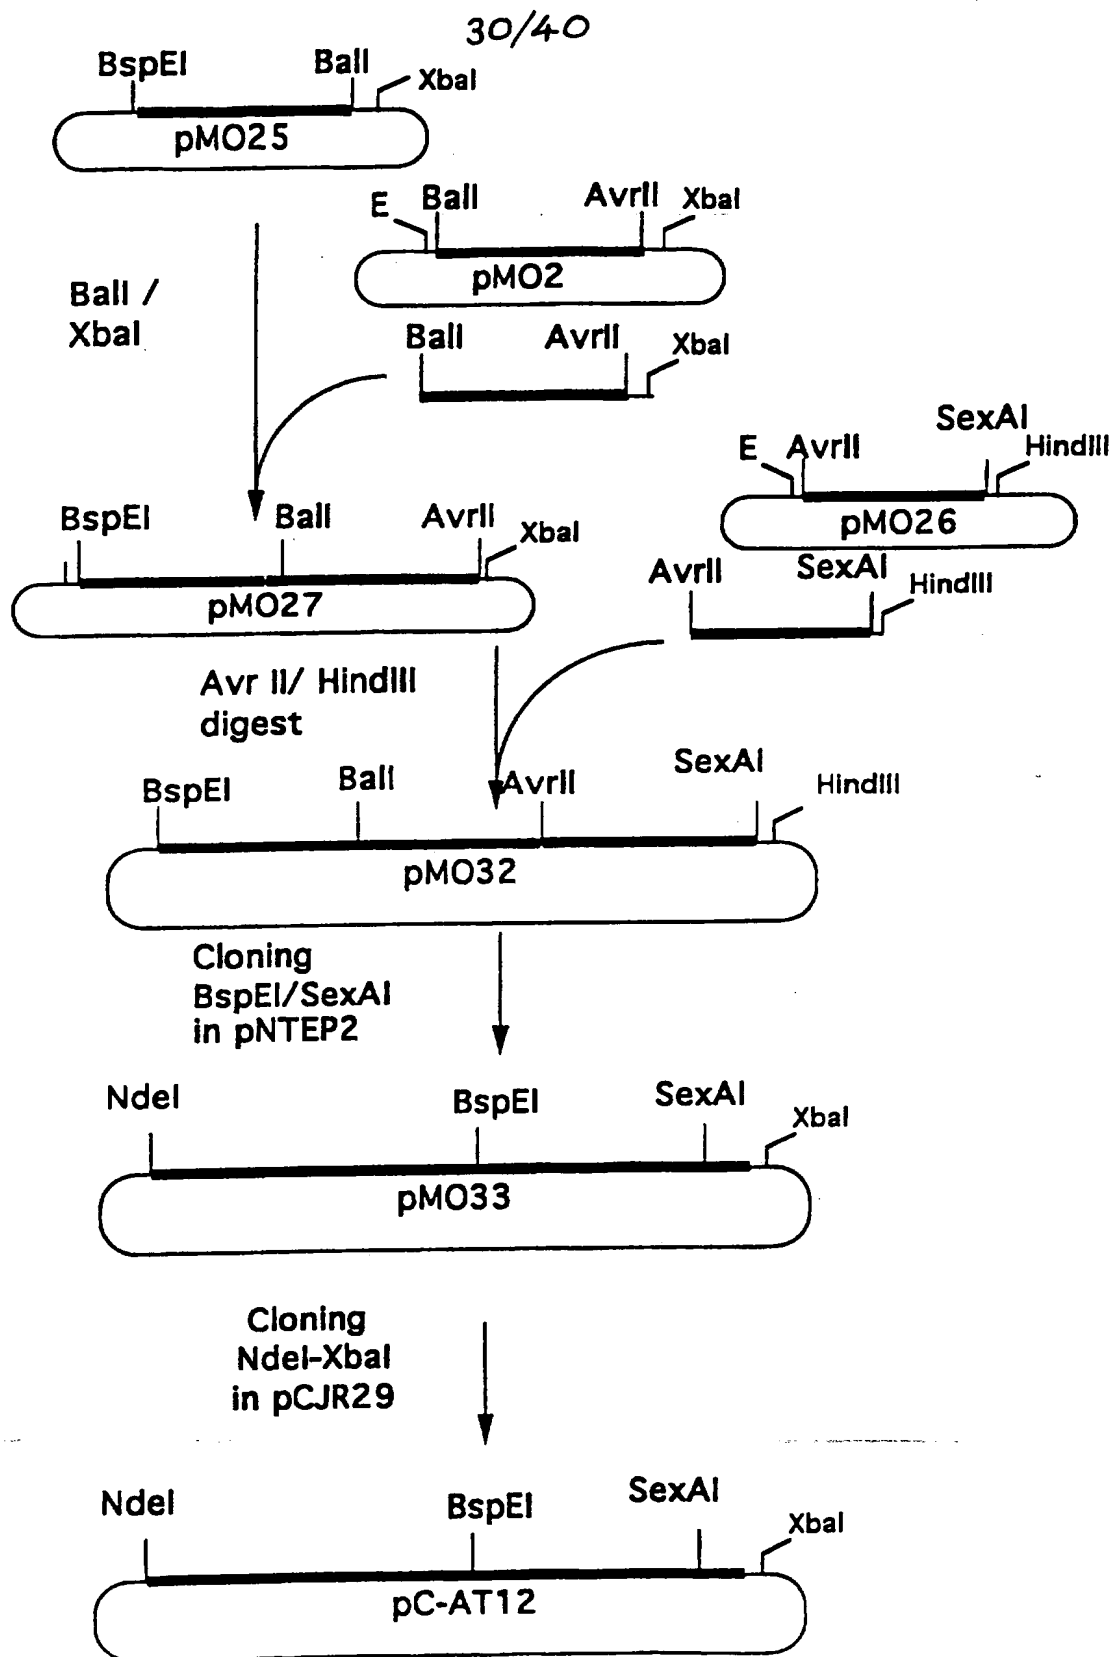 30/40
BspEI BalI XbaI
pMO25
E BalI AvrII XbaI
pMO2
BalI /
XbaI
BalI AvrII XbaI
SexAI
E AvrII HindIII
pMO26
BspEI BalI AvrII XbaI
pMO27
AvrII SexAI HindIII
Avr II/ HindIII
digest
BspEI BalI AvrII SexAI HindIII
pMO32
Cloning
BspEI/SexAI
in pNTEP2
NdeI BspEI SexAI XbaI
pMO33
Cloning
NdeI-XbaI
in pCJR29
NdeI BspEI SexAI XbaI
pC-AT12